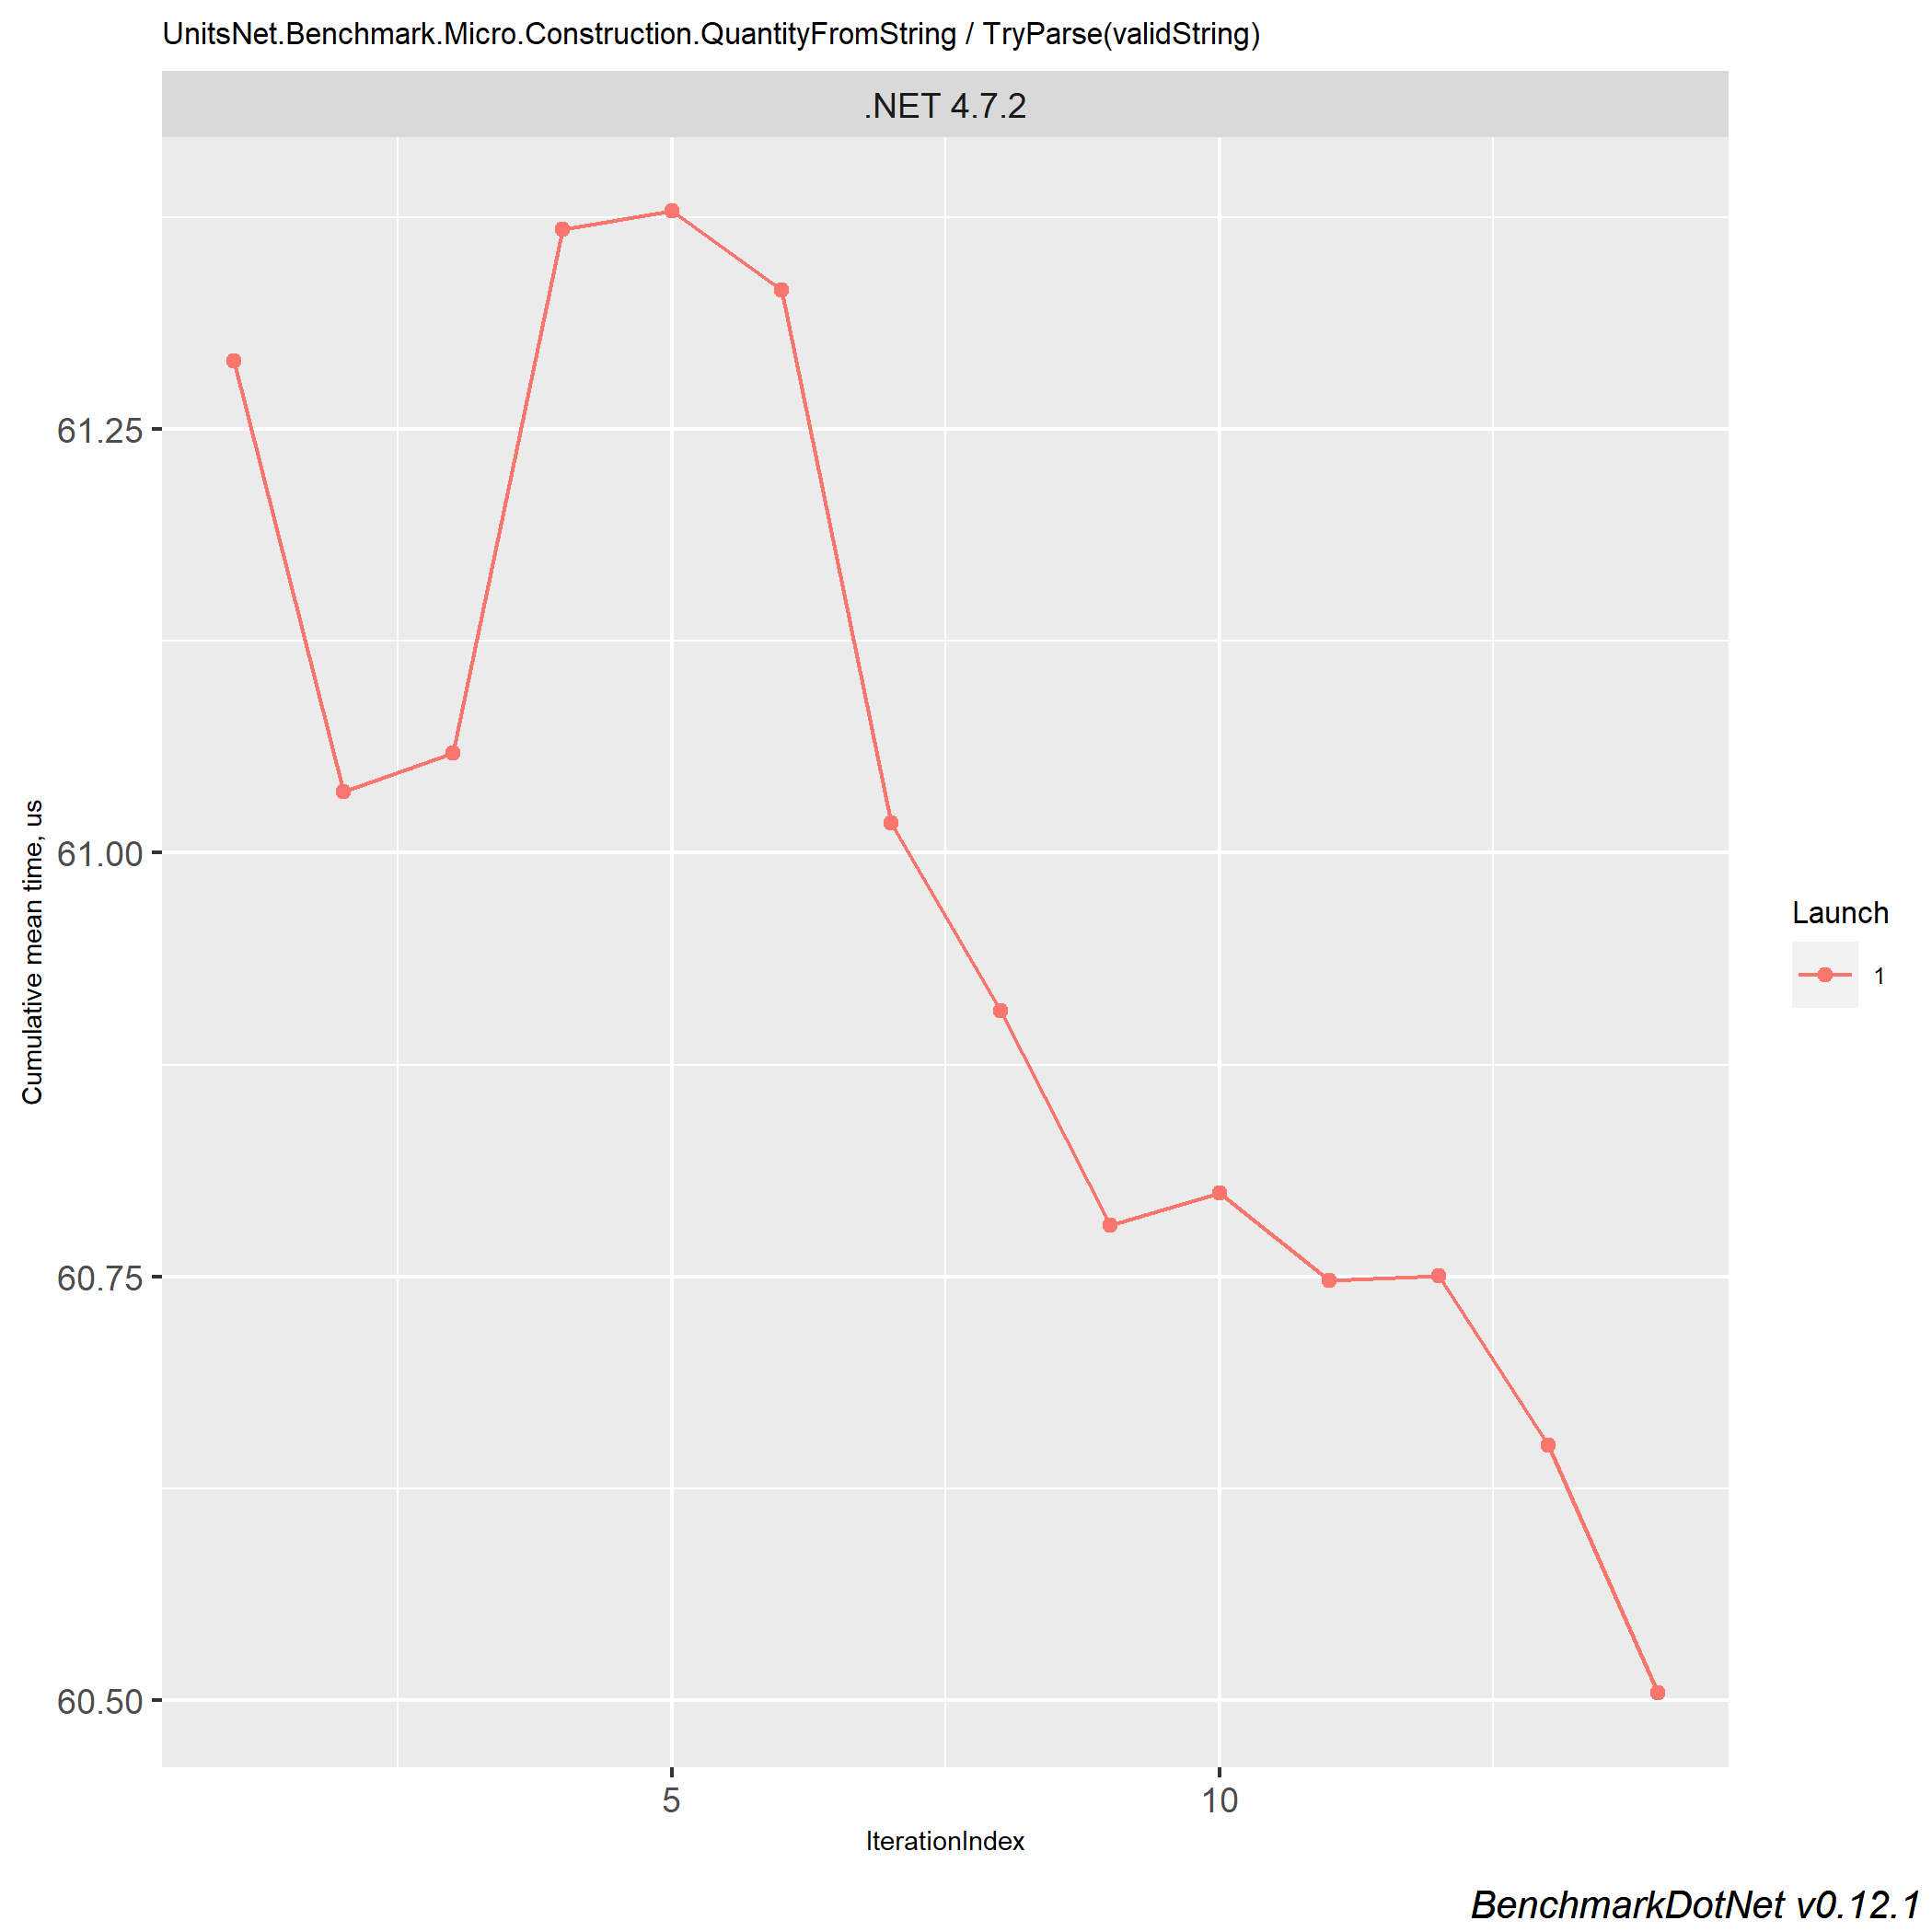 UnitsNet.Benchmark.Micro.Construction.QuantityFromString / TryParse(validString)
.NET 4.7.2
Cumulative mean time, us
61.25
61.00
60.75
60.50
5
10
IterationIndex
Launch
1
BenchmarkDotNet v0.12.1